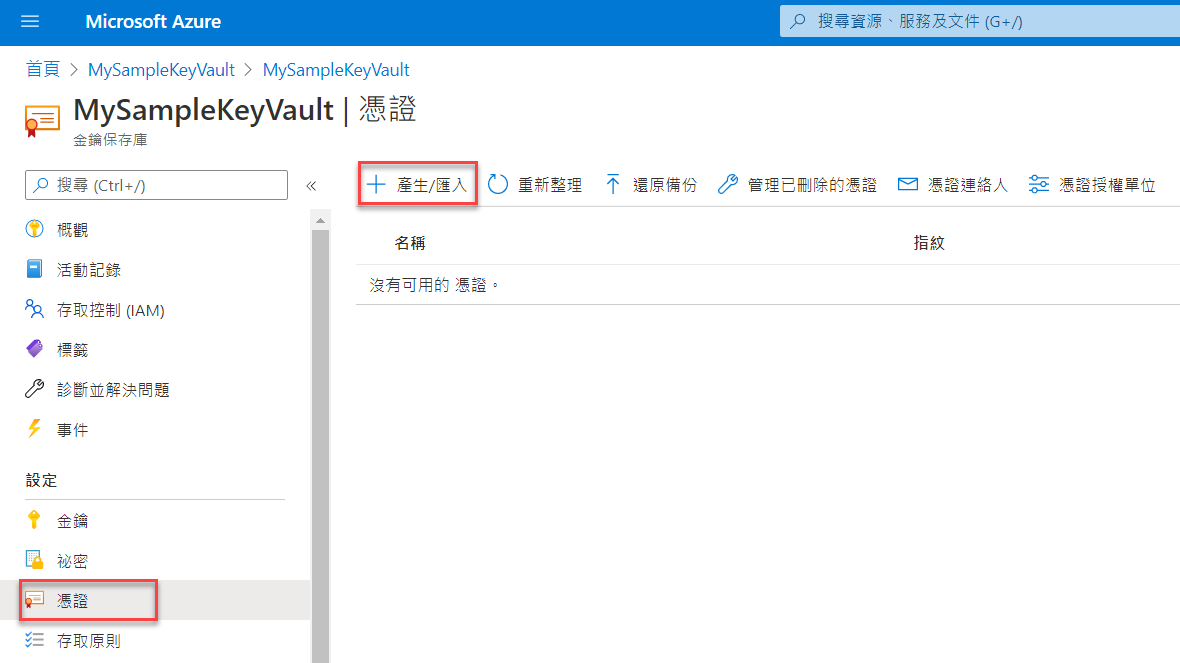 Microsoft Azure
搜尋資源、服務及文件 (G+/)
首頁 > MySampleKeyVault > MySampleKeyVault
MySampleKeyVault | 憑證
金鑰保存庫
搜尋 (Ctrl+/)
«
產生/匯入 重新整理 還原備份 管理已刪除的憑證 憑證連絡人 憑證授權單位
名稱 指紋
沒有可用的 憑證。
概觀
活動記錄
存取控制 (IAM)
標籤
診斷並解決問題
事件
設定
金鑰
祕密
憑證
存取原則